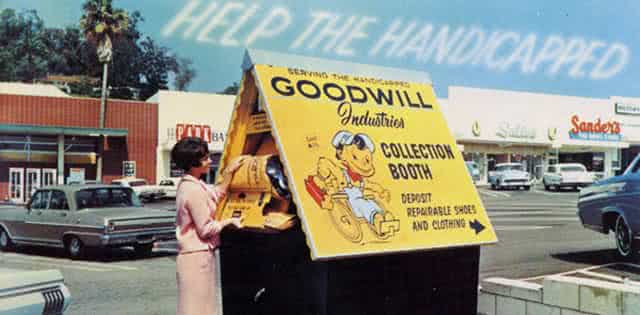 HELP THE HANDICAPPED
SERVING THE HANDICAPPED
GOODWILL
Industries
COLLECTION
BOOTH
DEPOSIT
REPAIRABLE SHOES
AND CLOTHING
Sander's